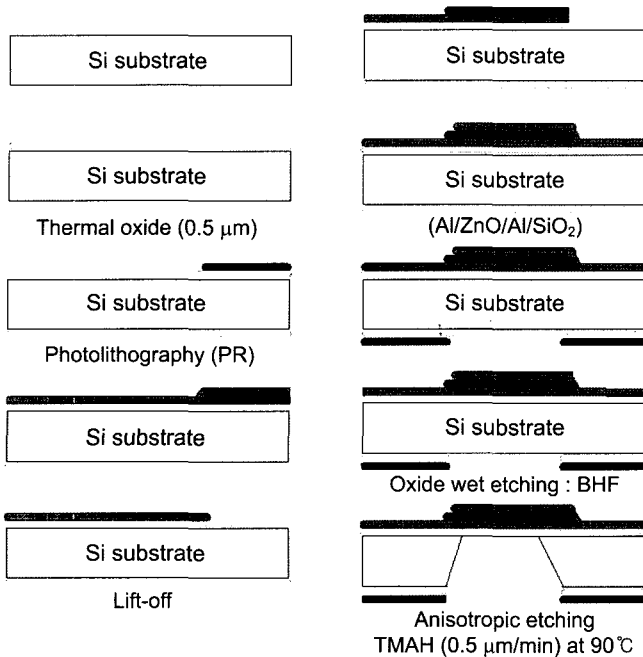 Si substrate
Si substrate
Thermal oxide (0.5 μm)
Si substrate
Photolithography (PR)
Si substrate
Si substrate
Lift-off
Si substrate
Si substrate
(Al/ZnO/Al/SiO₂)
Si substrate
Si substrate
Oxide wet etching : BHF
Anisotropic etching
TMAH (0.5 μm/min) at 90℃